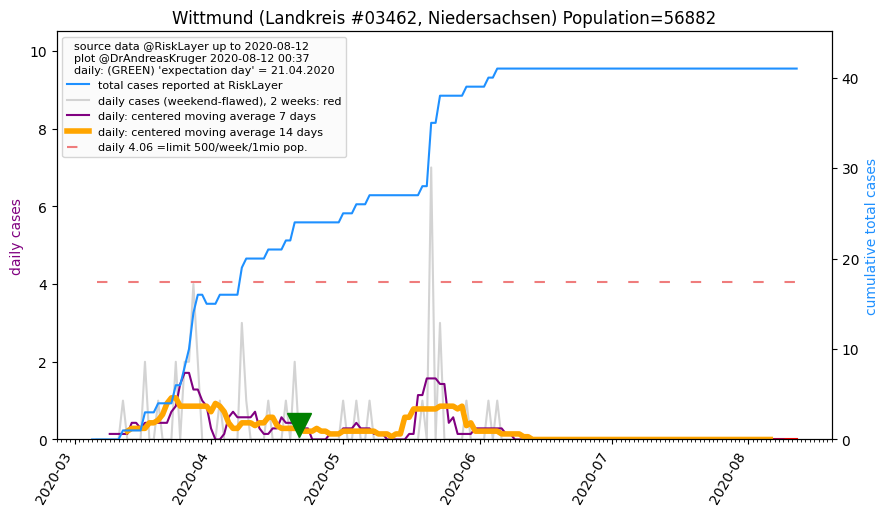 Wittmund (Landkreis #03462, Niedersachsen) Population=56882
source data @RiskLayer up to 2020-08-12
plot @DrAndreasKruger 2020-08-12 00:37
daily: (GREEN) 'expectation day' = 21.04.2020
total cases reported at RiskLayer
daily cases (weekend-flawed), 2 weeks: red
daily: centered moving average 7 days
daily: centered moving average 14 days
daily 4.06 =limit 500/week/1mio pop.
daily cases
10
8
6
4
2
0
cumulative total cases
40
30
20
10
0
2020-03
2020-04
2020-05
2020-06
2020-07
2020-08